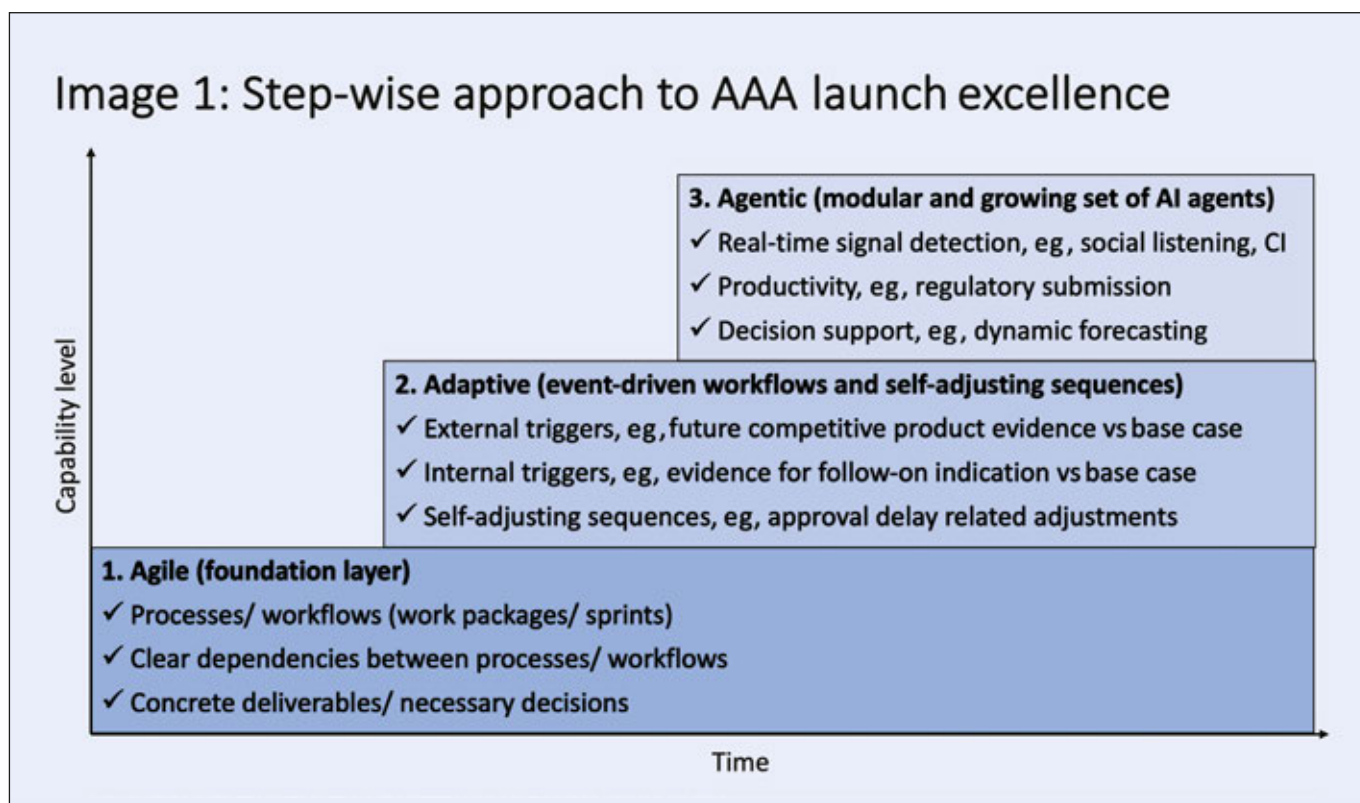 Image 1: Step-wise approach to AAA launch excellence
3. Agentic (modular and growing set of AI agents)
✓ Real-time signal detection, eg, social listening, CI
✓ Productivity, eg, regulatory submission
✓ Decision support, eg, dynamic forecasting
2. Adaptive (event-driven workflows and self-adjusting sequences)
✓ External triggers, eg, future competitive product evidence vs base case
✓ Internal triggers, eg, evidence for follow-on indication vs base case
✓ Self-adjusting sequences, eg, approval delay related adjustments
1. Agile (foundation layer)
✓ Processes/ workflows (work packages/ sprints)
✓ Clear dependencies between processes/ workflows
✓ Concrete deliverables/ necessary decisions
Capability level
Time